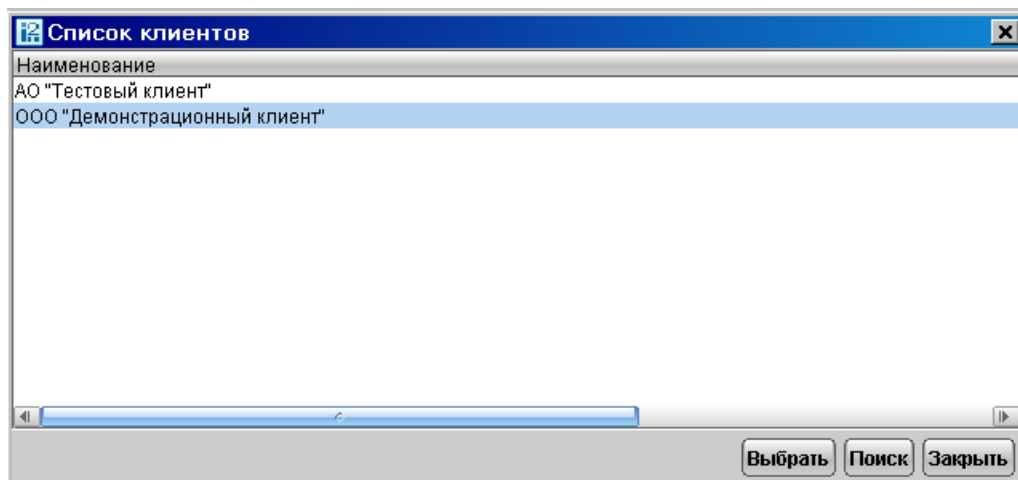 Список клиентов
Наименование
АО "Тестовый клиент"
ООО "Демонстрационный клиент"
Выбрать Поиск Закрыть